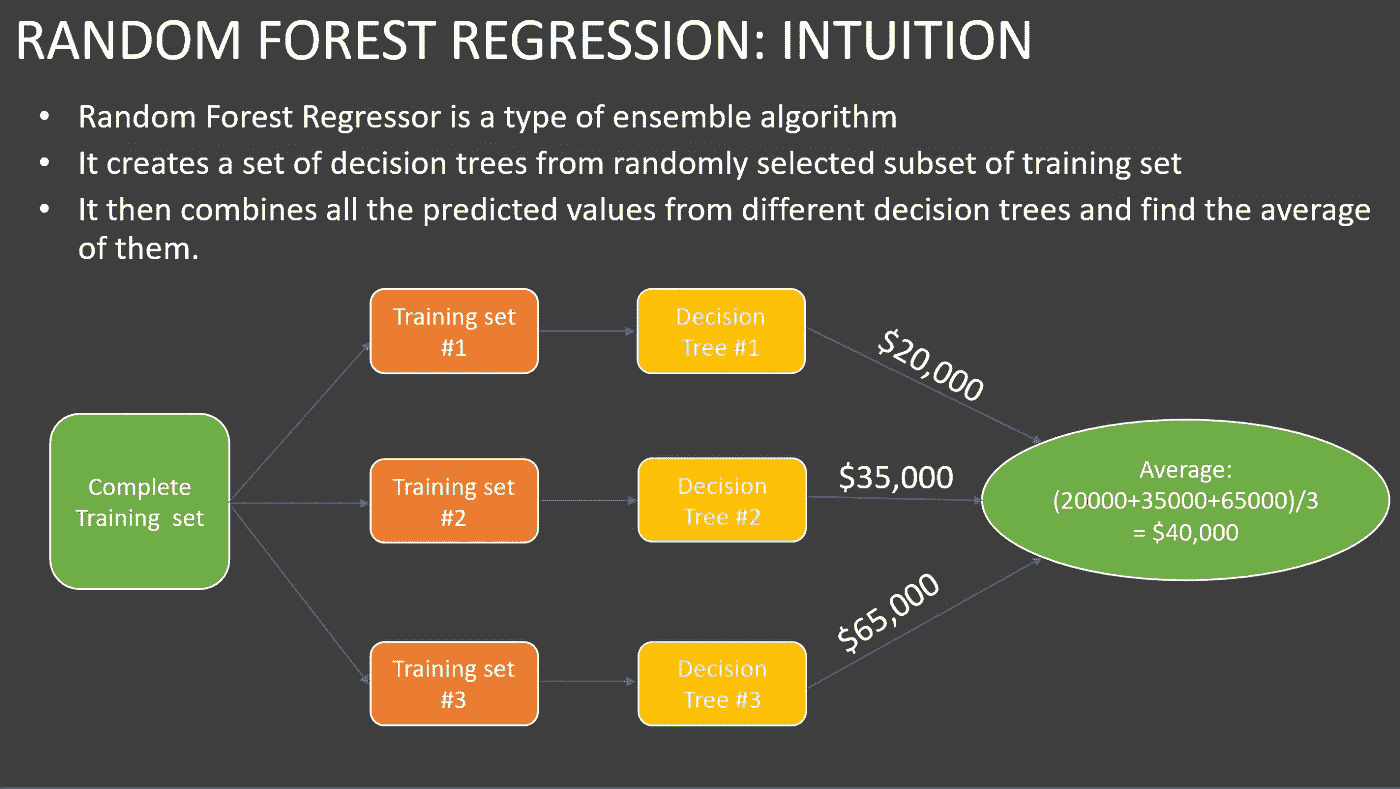 RANDOM FOREST REGRESSION: INTUITION
• Random Forest Regressor is a type of ensemble algorithm
• It creates a set of decision trees from randomly selected subset of training set
• It then combines all the predicted values from different decision trees and find the average
of them.
Complete
Training set
Training set
#1
Decision
Tree #1
$20,000
Training set
#2
Decision
Tree #2
$35,000
Training set
#3
Decision
Tree #3
$65,000
Average:
(20000+35000+65000)/3
= $40,000